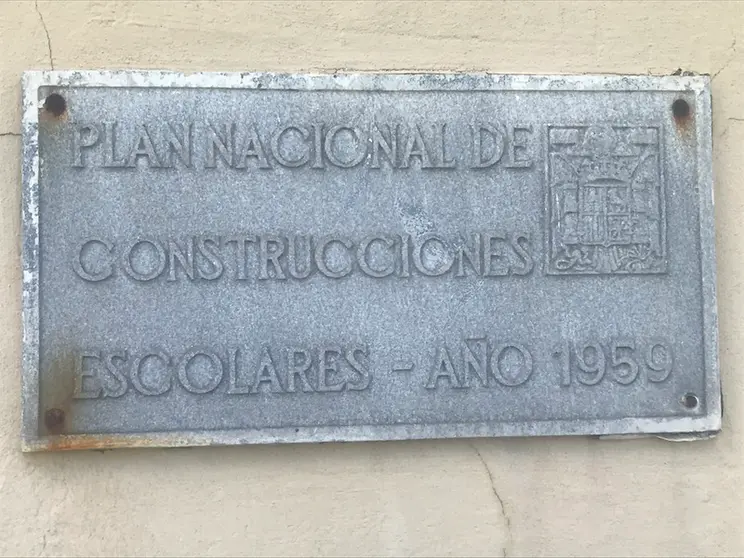 PLAN NACIONAL DE
CONSTRUCCIONES
ESCOLARES - AÑO 1959